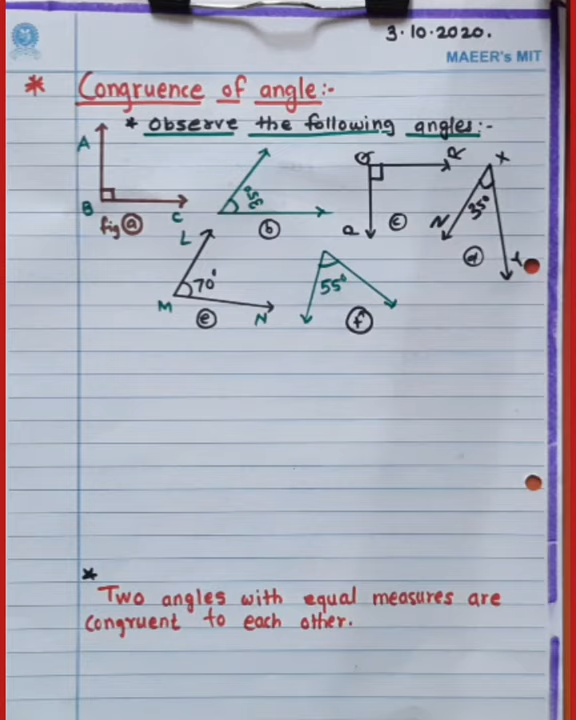 3.10.2020.
MAEER's MIT
* Congruence of angle:-
* Observe the following angles:-
A
B
C
fig (a)
(b)
Q
R
(c)
X
35°
(d)
L
70°
M
N
(e)
55°
(f)
*
Two angles with equal measures are
congruent to each other.